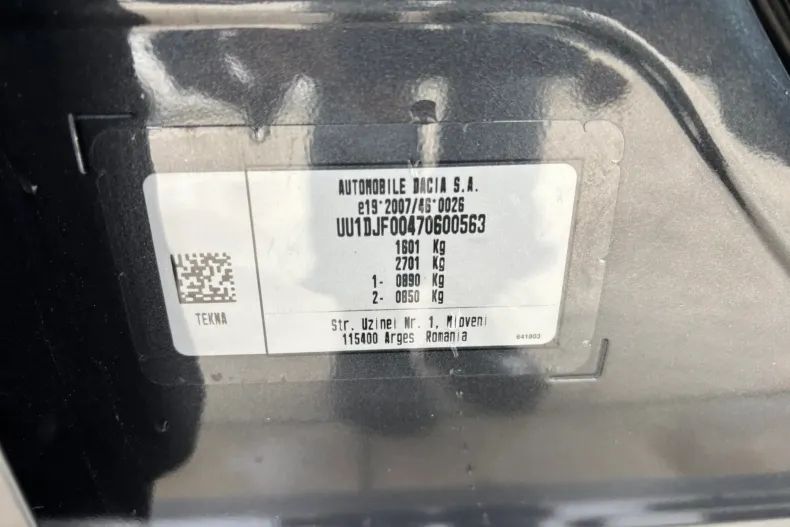 AUTOMOBILE DACIA S.A.
e19*2007/46*0026
UU1DJF00470600563
1601 Kg
2701 Kg
1- 0890 Kg
2- 0850 Kg
TEKNA
Str. Uzinei Nr. 1, Mioveni
115400 Arges Romania
641903